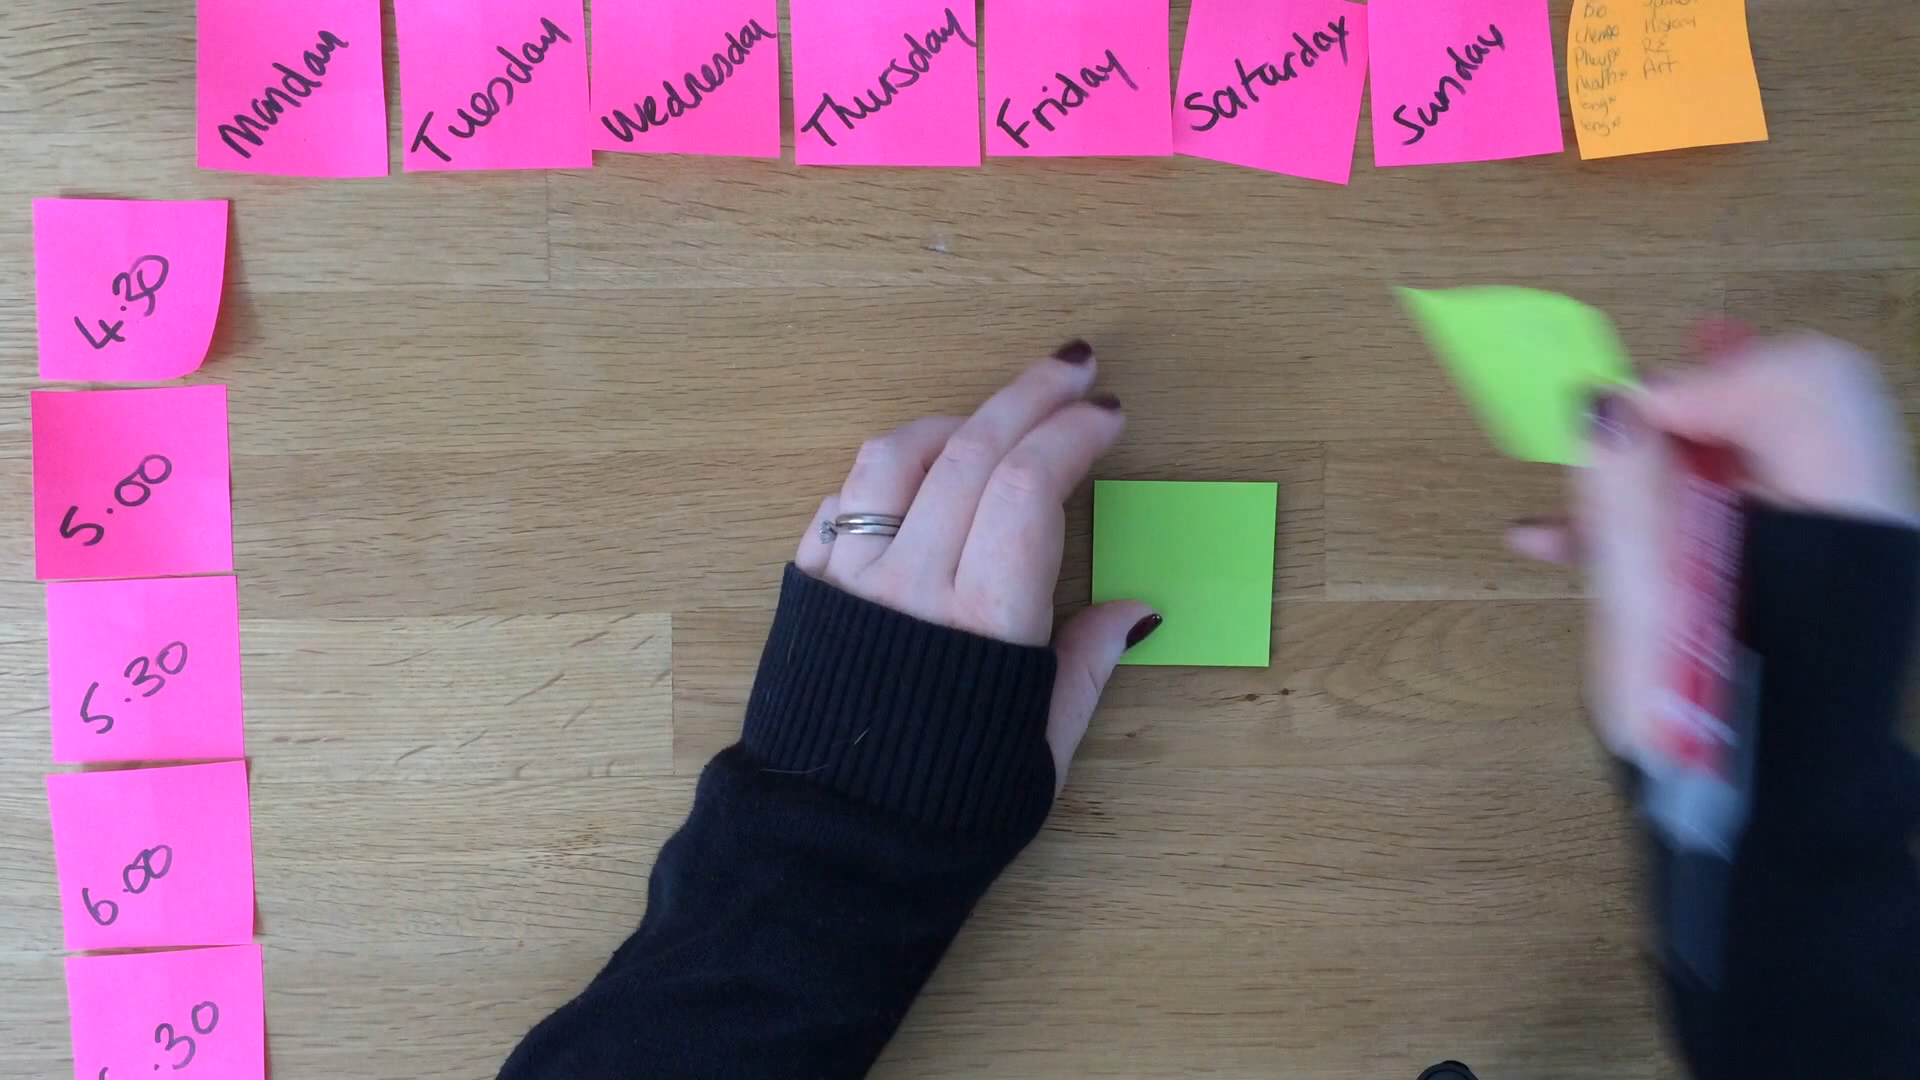 Monday
Tuesday
Wednesday
Thursday
Friday
Saturday
Sunday
Bio
History
RE
Art
4.30
5.00
5.30
6.00
.30